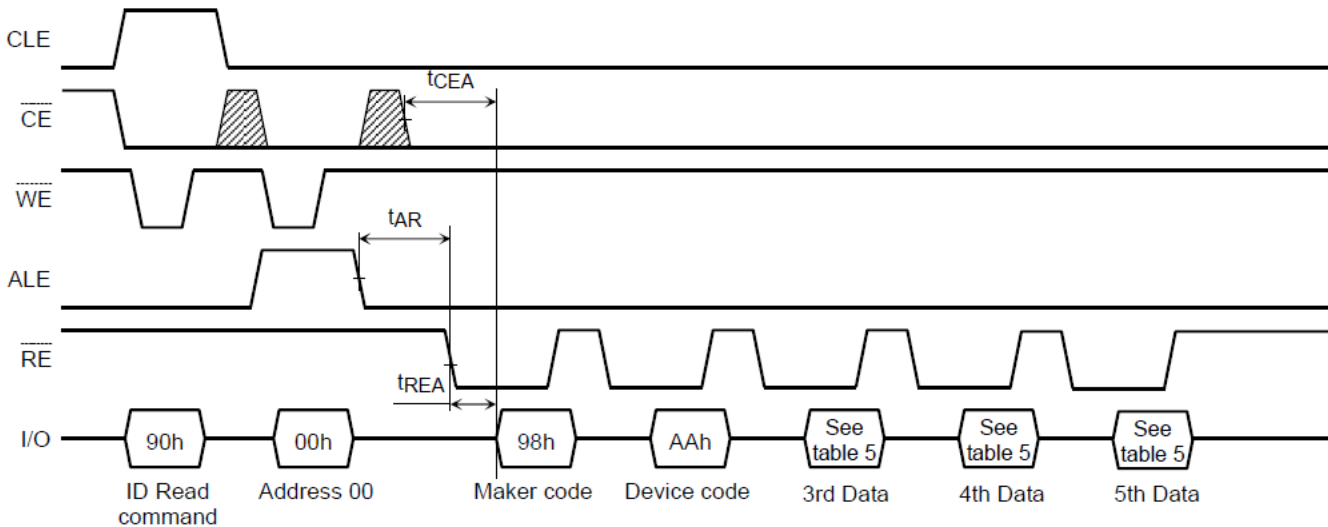 CLE
tCEA
CE
WE
tAR
ALE
RE
tREA
I/O
90h
00h
98h
AAh
See
table 5
See
table 5
See
table 5
ID Read
command
Address 00
Maker code
Device code
3rd Data
4th Data
5th Data